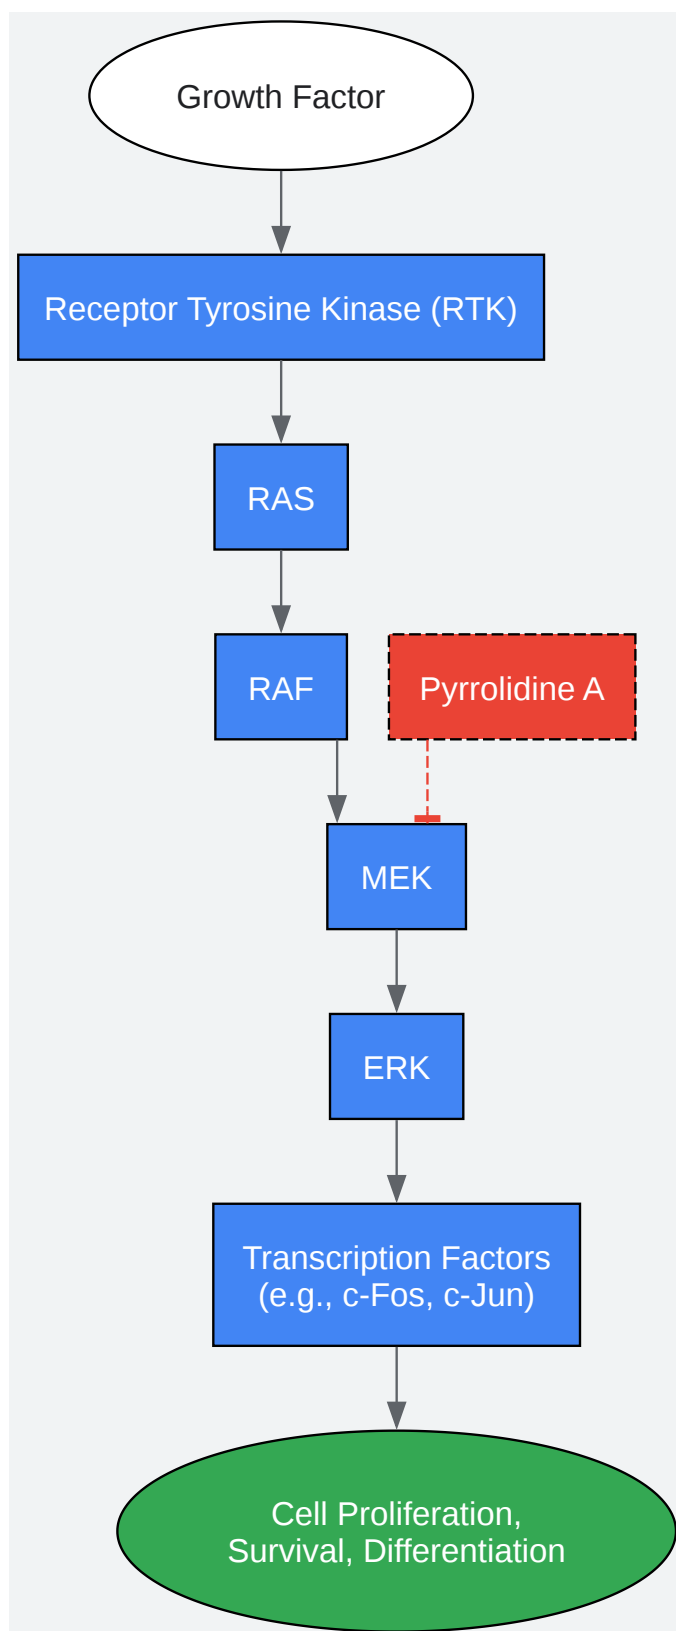 Growth Factor
Receptor Tyrosine Kinase (RTK)
RAS
RAF
Pyrrolidine A
MEK
ERK
Transcription Factors
(e.g., c-Fos, c-Jun)
Cell Proliferation,
Survival, Differentiation